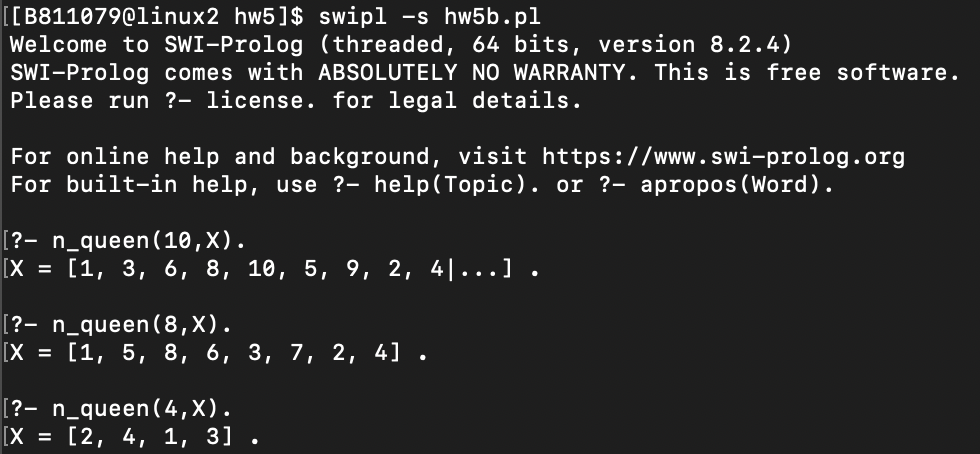 [[B811079@linux2 hw5]$ swipl -s hw5b.pl
Welcome to SWI-Prolog (threaded, 64 bits, version 8.2.4)
SWI-Prolog comes with ABSOLUTELY NO WARRANTY. This is free software.
Please run ?- license. for legal details.

For online help and background, visit https://www.swi-prolog.org
For built-in help, use ?- help(Topic). or ?- apropos(Word).

[?- n_queen(10,X).
[X = [1, 3, 6, 8, 10, 5, 9, 2, 4|...] .

[?- n_queen(8,X).
[X = [1, 5, 8, 6, 3, 7, 2, 4] .

[?- n_queen(4,X).
[X = [2, 4, 1, 3] .